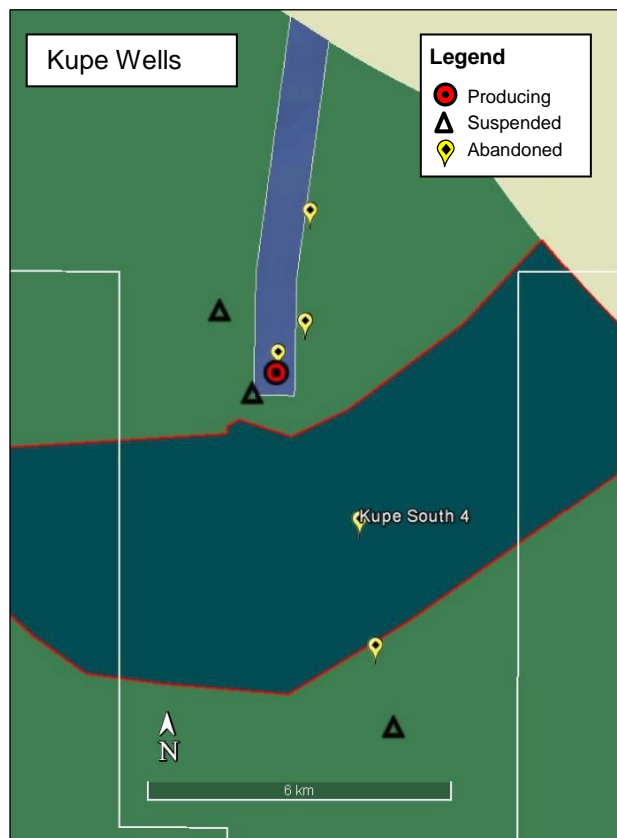 Kupe Wells
Legend
Producing
Suspended
Abandoned
Kupe South 4
N
6 km